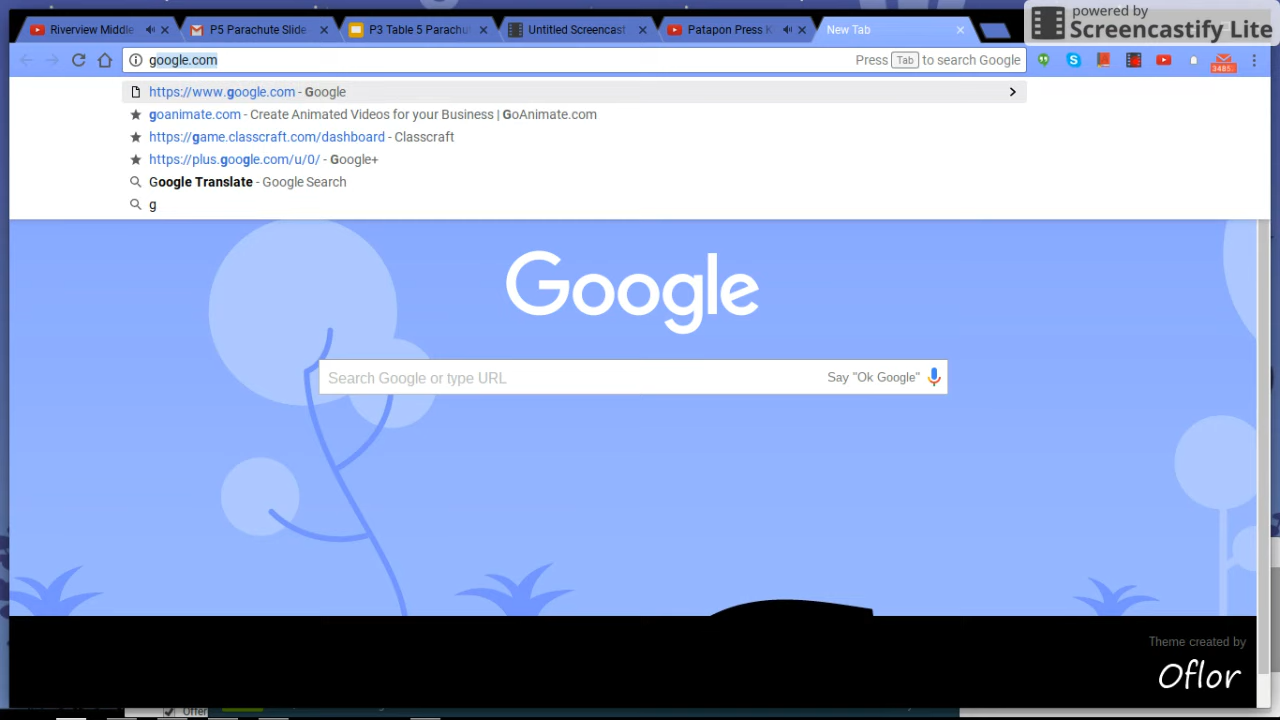 powered by
Screencastify Lite
Riverview Middle
P5 Parachute Slide
P3 Table 5 Parachu
Untitled Screencast
Patapon Press K
New Tab
google.com
Press Tab to search Google
3485
https://www.google.com - Google
goanimate.com - Create Animated Videos for your Business | GoAnimate.com
https://game.classcraft.com/dashboard - Classcraft
https://plus.google.com/u/0/ - Google+
Google Translate - Google Search
g
Google
Search Google or type URL
Say "Ok Google"
Theme created by
Oflor
Offer